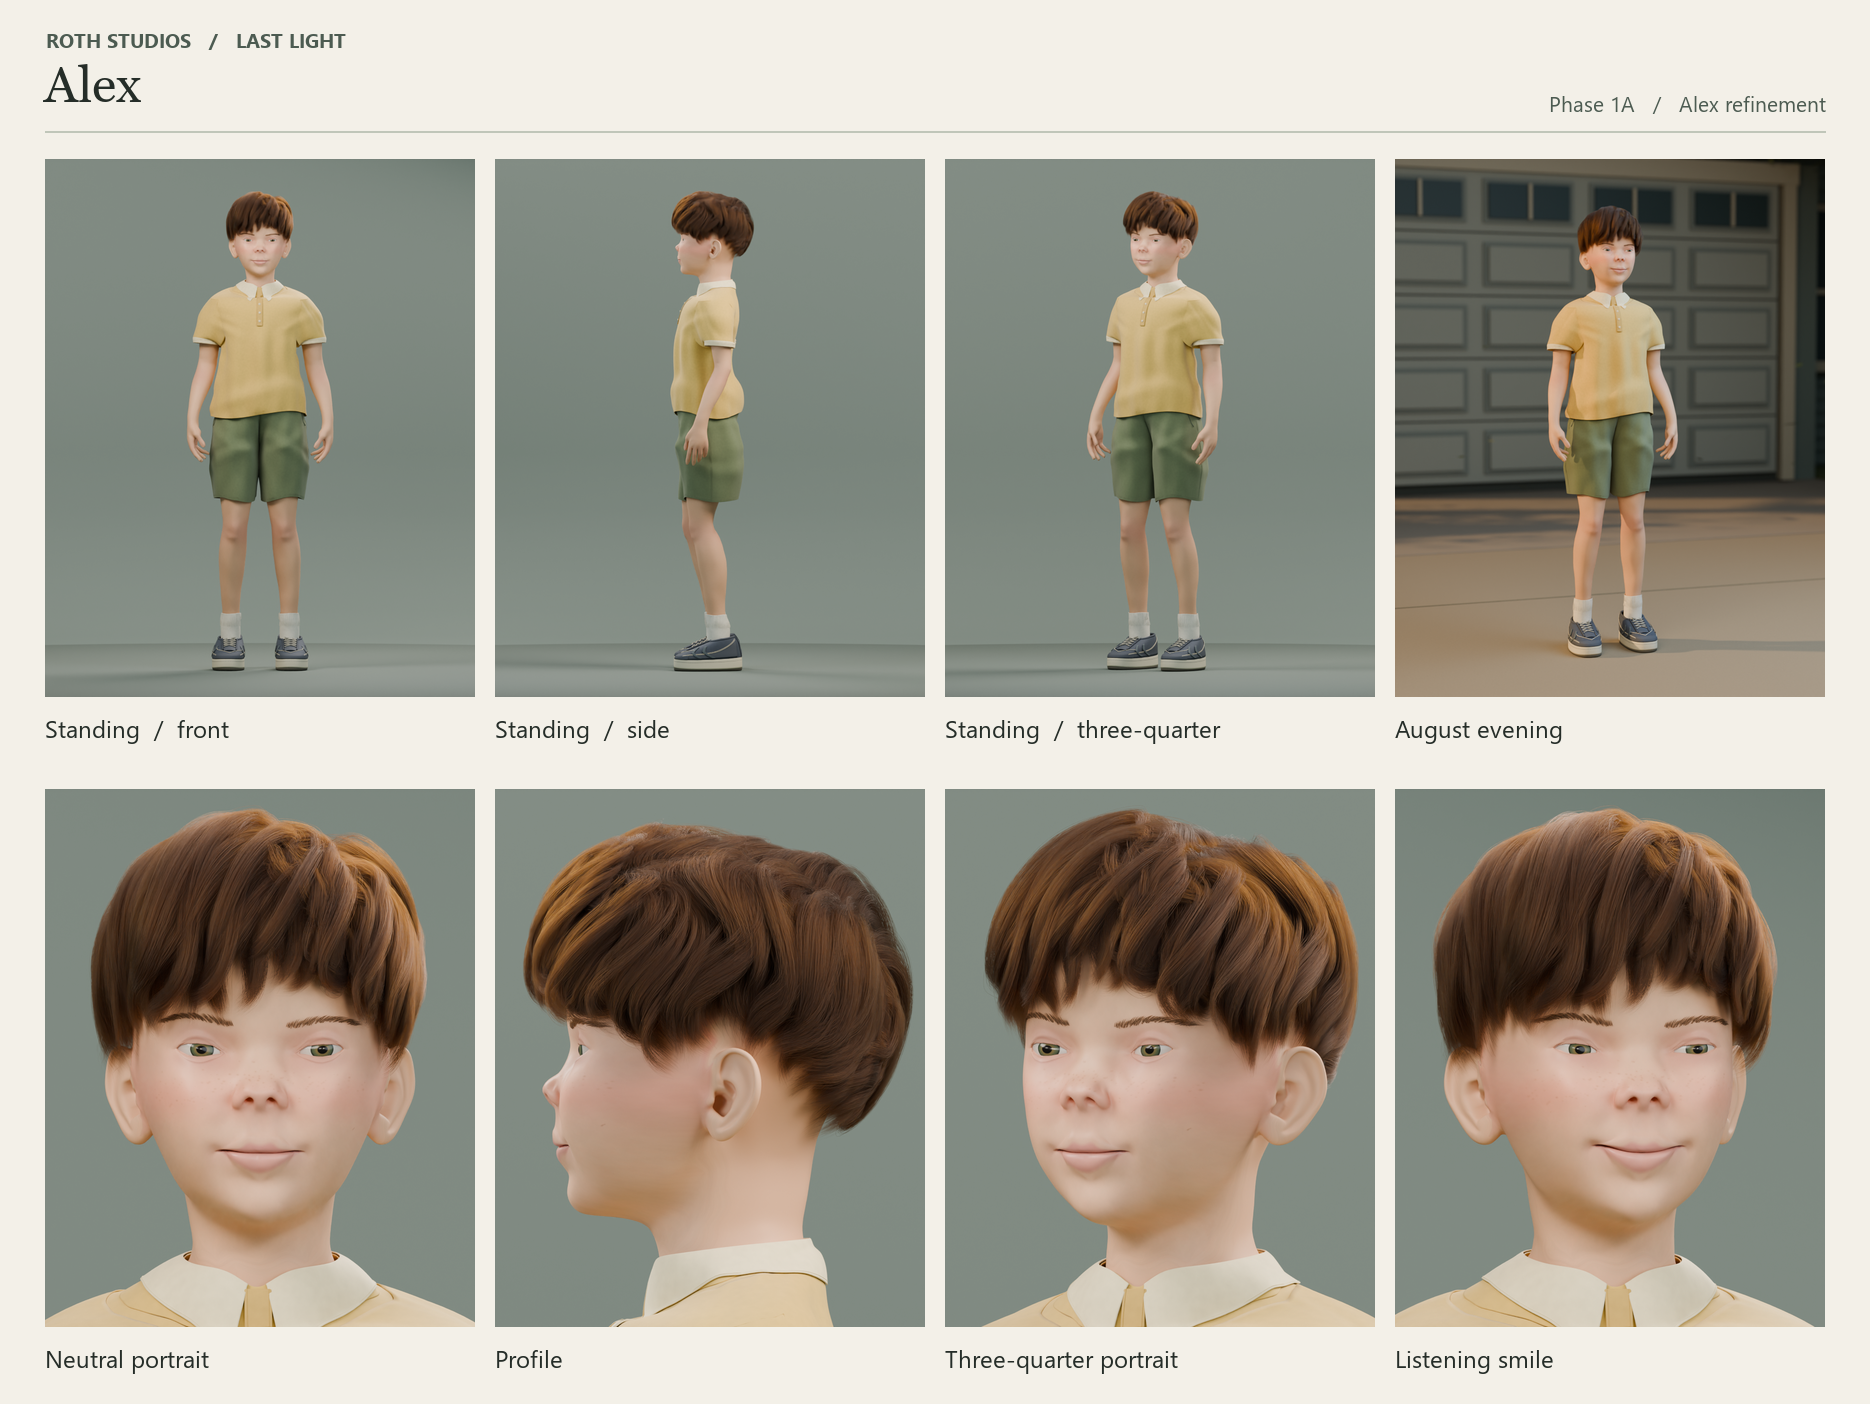 ROTH STUDIOS / LAST LIGHT
Alex
Phase 1A / Alex refinement
Standing / front
Standing / side
Standing / three-quarter
August evening
Neutral portrait
Profile
Three-quarter portrait
Listening smile